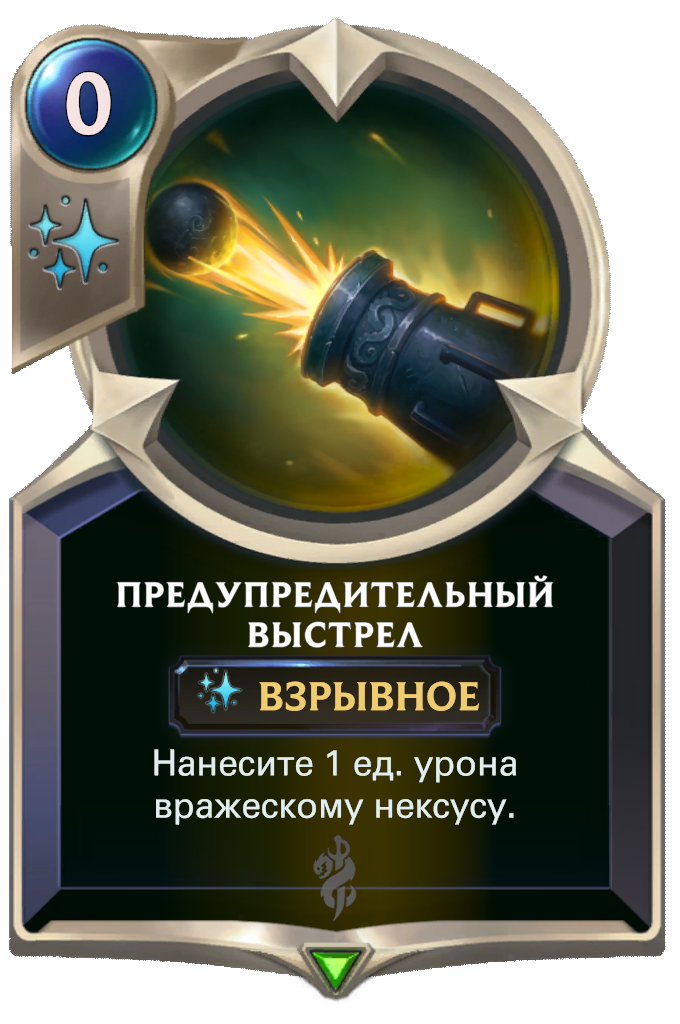 0
ПРЕДУПРЕДИТЕЛЬНЫЙ
ВЫСТРЕЛ
ВЗРЫВНОЕ
Нанесите 1 ед. урона
вражескому нексусу.